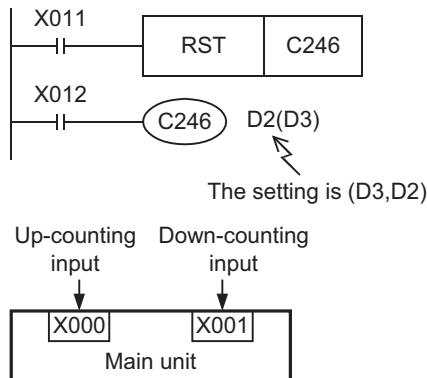 X011
RST C246
X012
C246 D2(D3)
The setting is (D3,D2)
Up-counting input
Down-counting input
X000 X001
Main unit